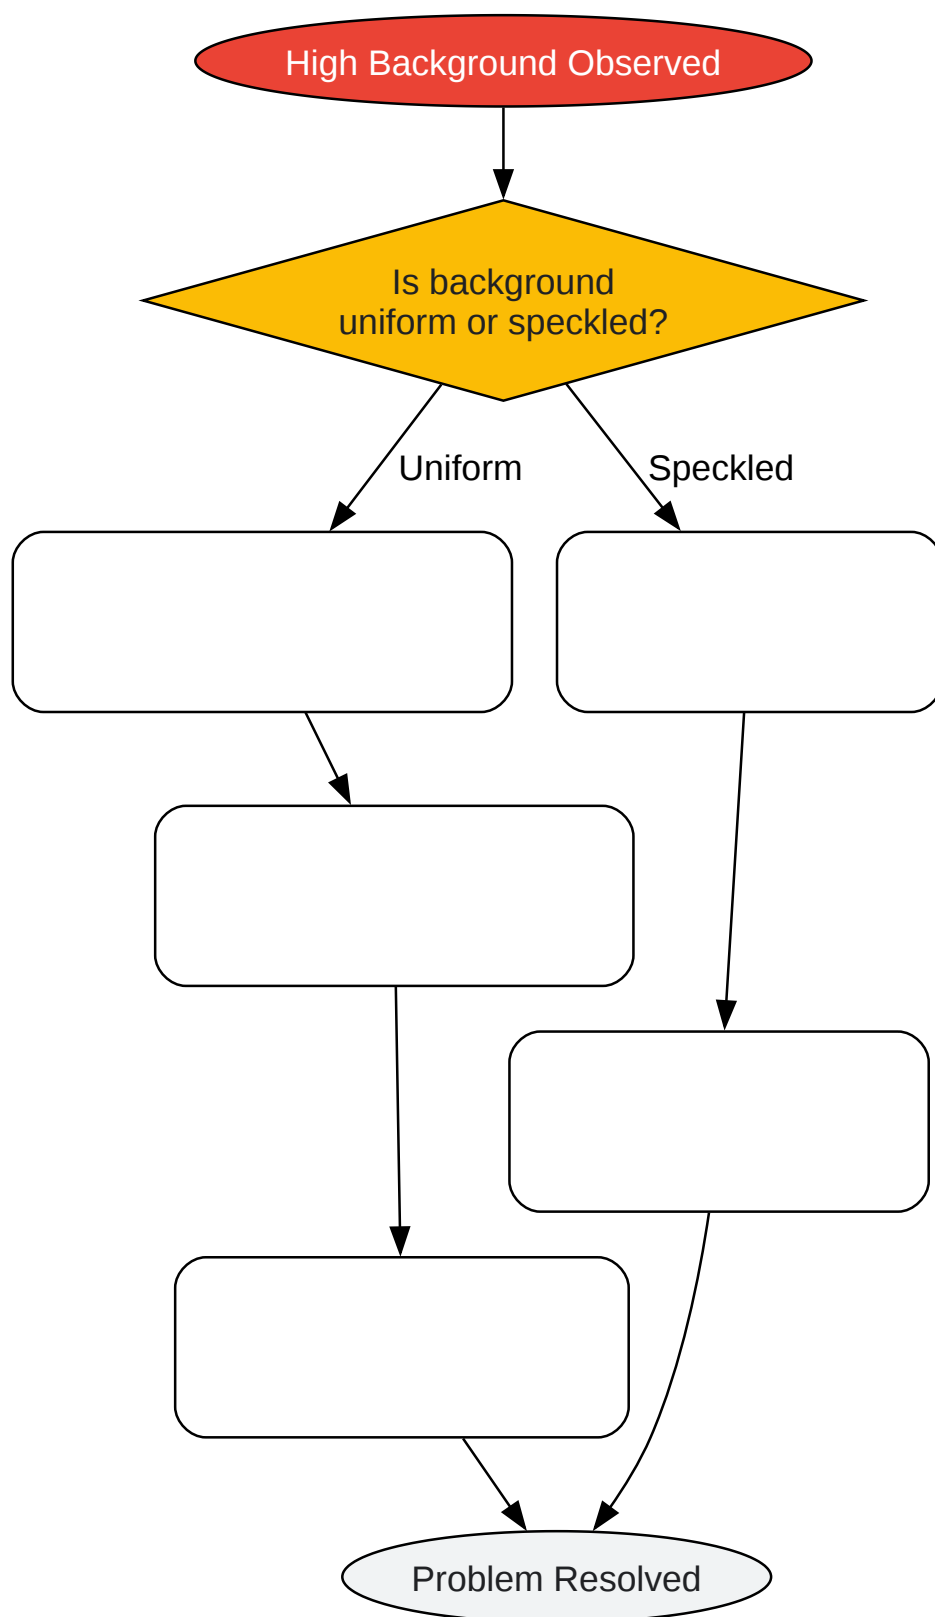 High Background Observed
Is background
uniform or speckled?
Uniform
Speckled
Problem Resolved